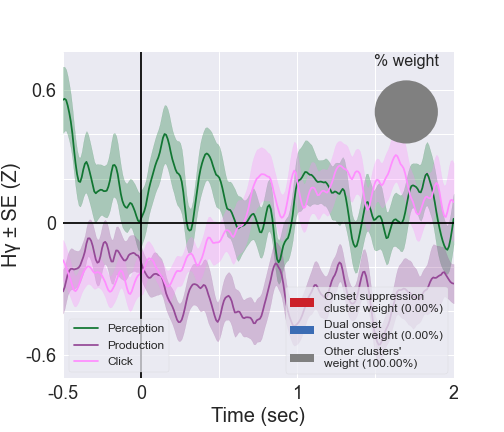 % weight
0.6
0
-0.6
Hγ ± SE (Z)
Perception
Production
Click
Onset suppression
cluster weight (0.00%)
Dual onset
cluster weight (0.00%)
Other clusters'
weight (100.00%)
-0.5
0
1
2
Time (sec)